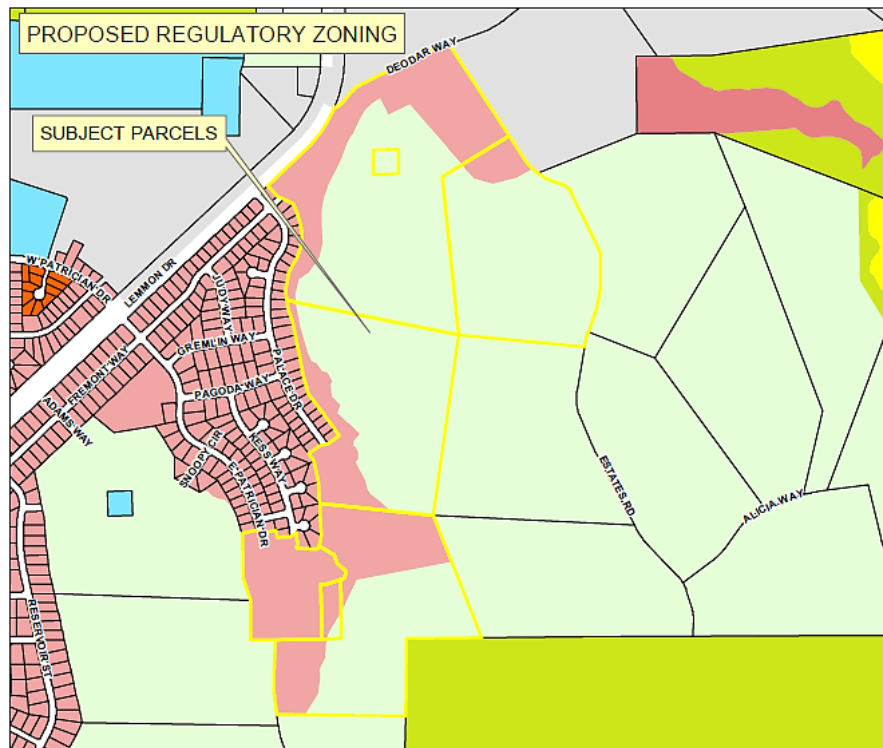 PROPOSED REGULATORY ZONING
DEODAR WAY
SUBJECT PARCELS
W PATRICIAN DR
LEMMON DR
JUDY WAY
GREMLIN WAY
FREMONT WAY
PALACE DR
PAGODA WAY
ADAMS WAY
KESS WAY
SNOOPY CIR
E PATRICIAN DR
ESTATES RD
ALICIA WAY
RESERVOIR ST